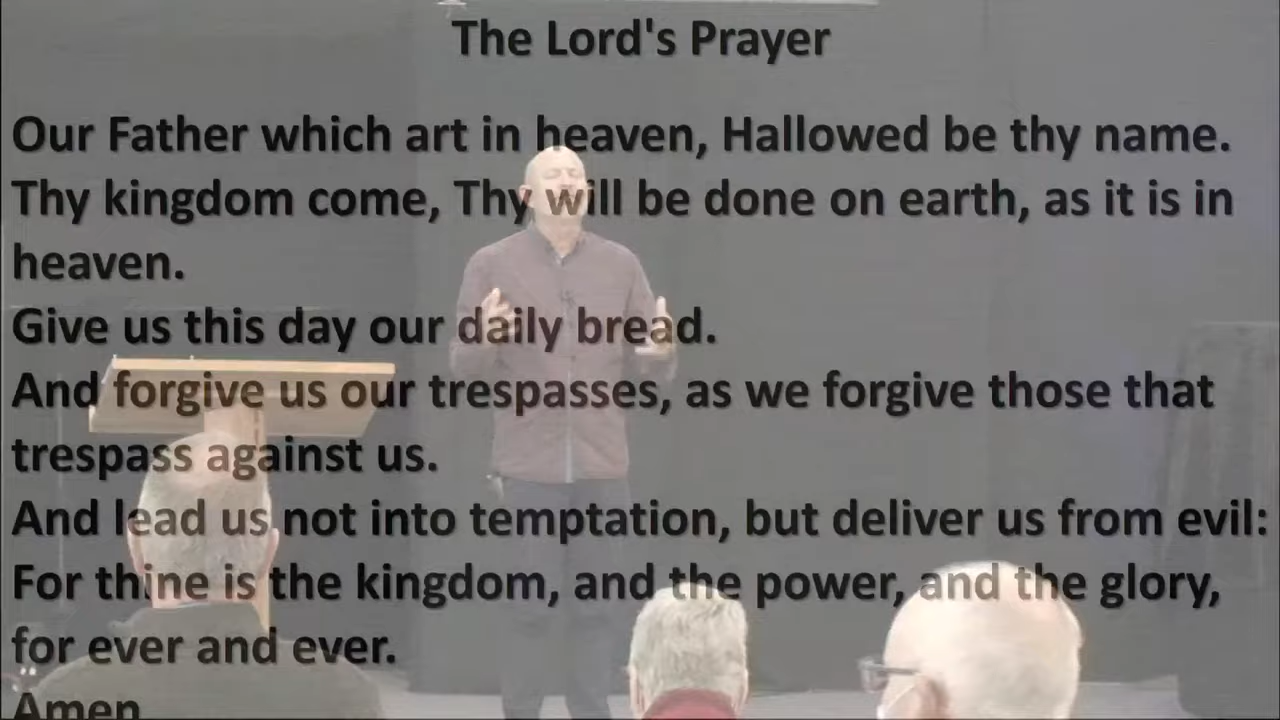 The Lord's Prayer
Our Father which art in heaven, Hallowed be thy name.
Thy kingdom come, Thy will be done on earth, as it is in
heaven.
Give us this day our daily bread.
And forgive us our trespasses, as we forgive those that
trespass against us.
And lead us not into temptation, but deliver us from evil:
For thine is the kingdom, and the power, and the glory,
for ever and ever.
Amen